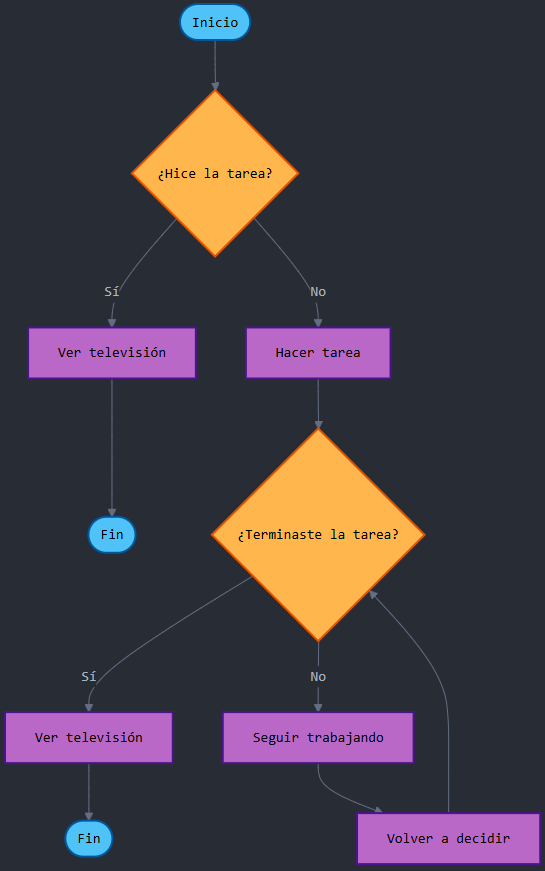 Inicio
¿Hice la tarea?
Sí
No
Ver televisión
Hacer tarea
Fin
¿Terminaste la tarea?
Sí
No
Ver televisión
Seguir trabajando
Fin
Volver a decidir